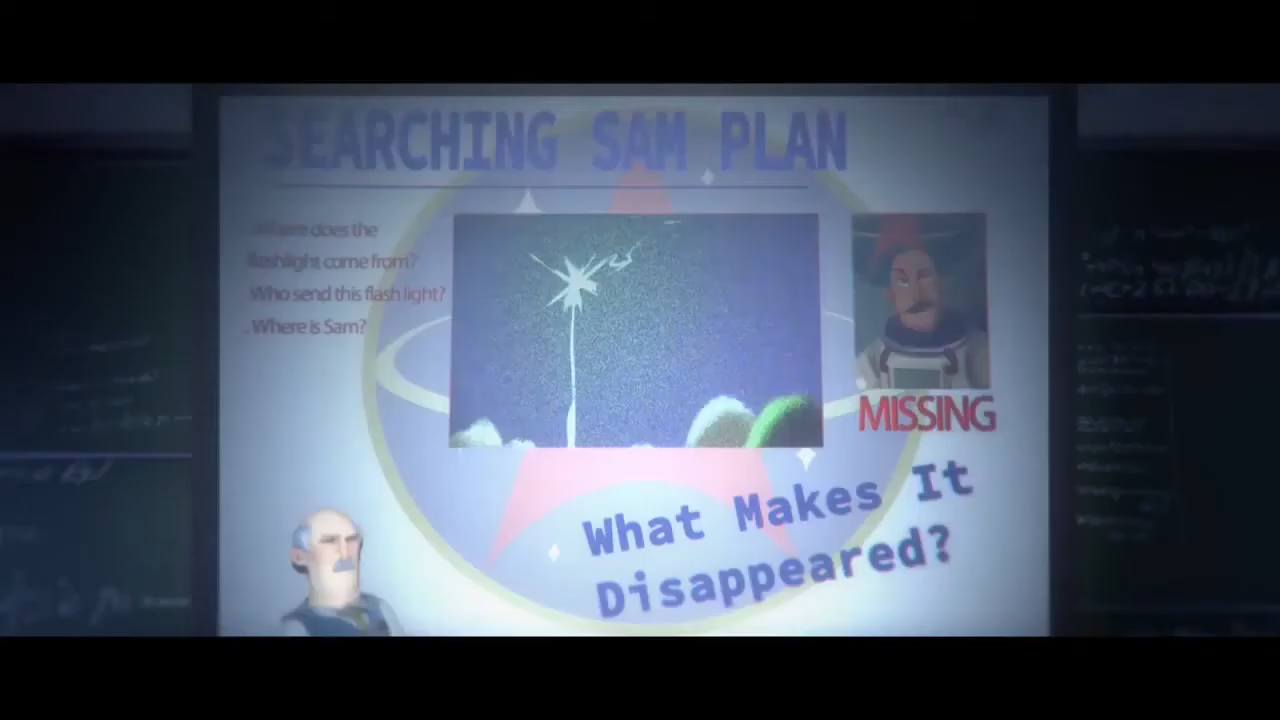 SEARCHING SAM PLAN
.Where does the
flashlight come from?
.Who send this flash light?
. Where is Sam?
MISSING
What Makes It
Disappeared?